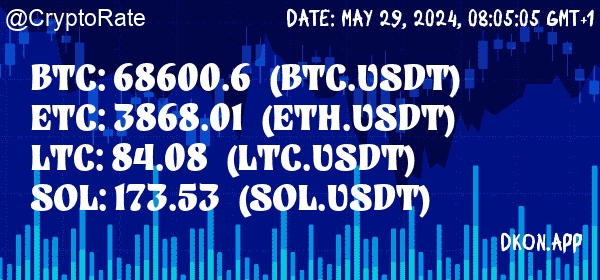 @CryptoRate
DATE: MAY 29, 2024, 08:05:05 GMT+1
BTC: 68600.6 (BTC.USDT)
ETC: 3868.01 (ETH.USDT)
LTC: 84.08 (LTC.USDT)
SOL: 173.53 (SOL.USDT)
DKON.APP